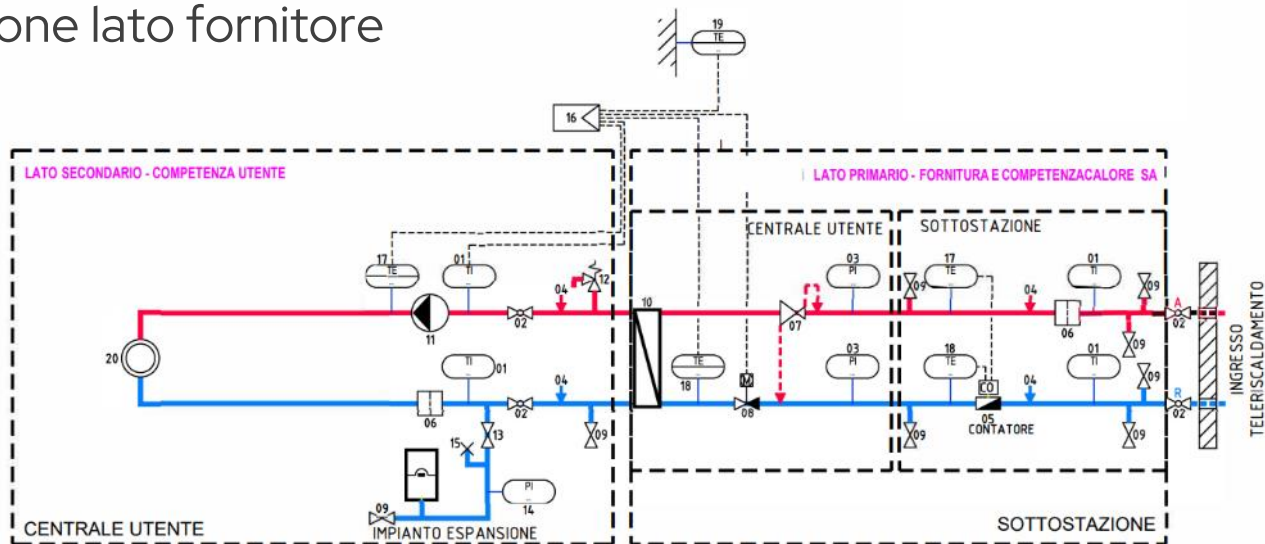 one lato fornitore
19
TE
16
LATO SECONDARIO - COMPETENZA UTENTE
LATO PRIMARIO - FORNITURA E COMPETENZACALORE SA
CENTRALE UTENTE
SOTTOSTAZIONE
17
TE
01
TI
12
04
02
11
10
03
PI
07
09
17
TE
04
01
TI
06
09
A
02
09
20
TI
01
04
06
02
09
TE
18
M
08
03
PI
18
TE
CO
05
CONTATORE
04
01
TI
09
R
02
09
09
INGRESSO
TELERISCALDAMENTO
15
13
PI
14
09
IMPIANTO ESPANSIONE
CENTRALE UTENTE
SOTTOSTAZIONE